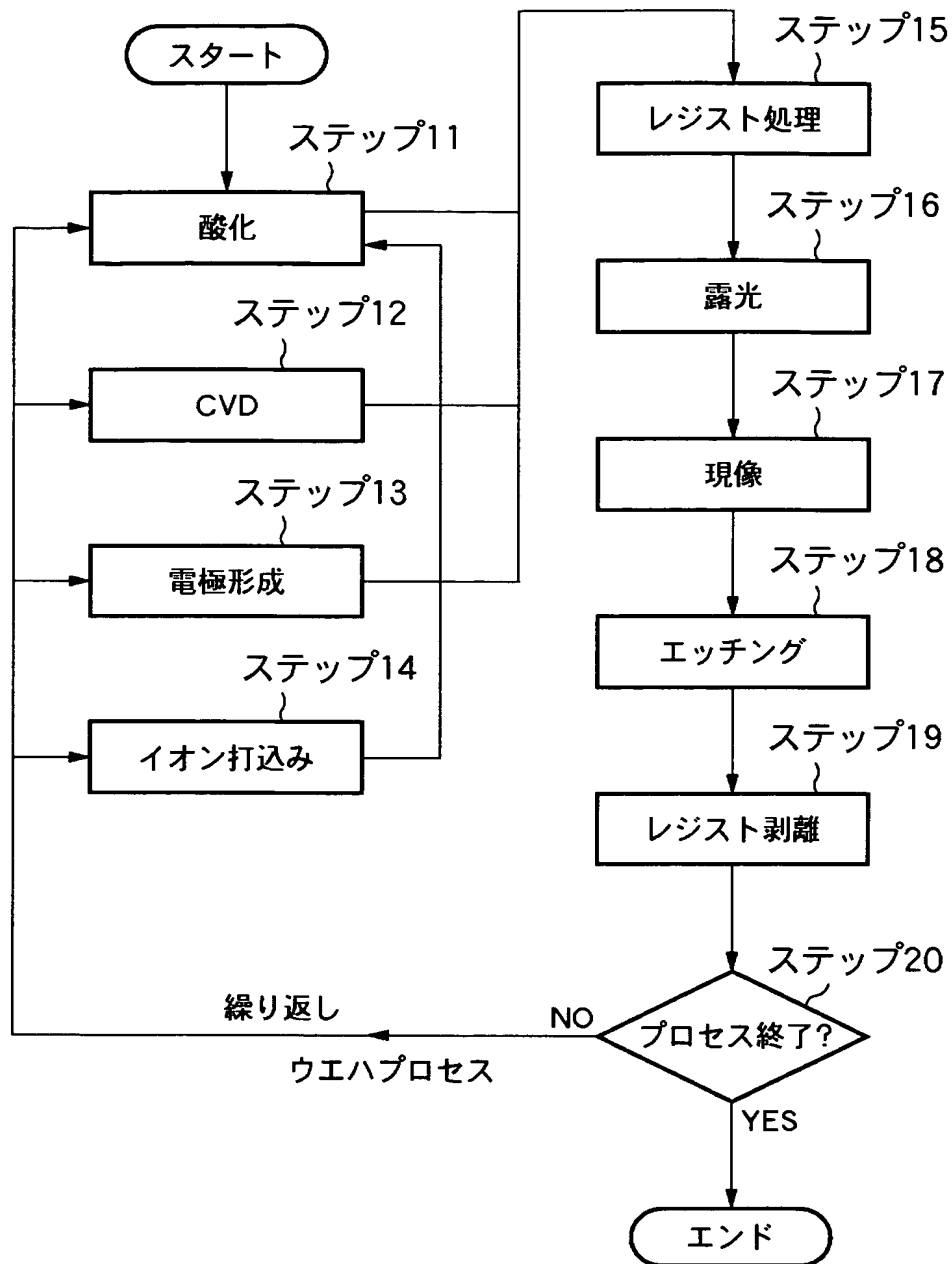 スタート
ステップ11
酸化
ステップ12
CVD
ステップ13
電極形成
ステップ14
イオン打込み
ステップ15
レジスト処理
ステップ16
露光
ステップ17
現像
ステップ18
エッチング
ステップ19
レジスト剥離
ステップ20
プロセス終了?
NO
繰り返し
ウエハプロセス
YES
エンド